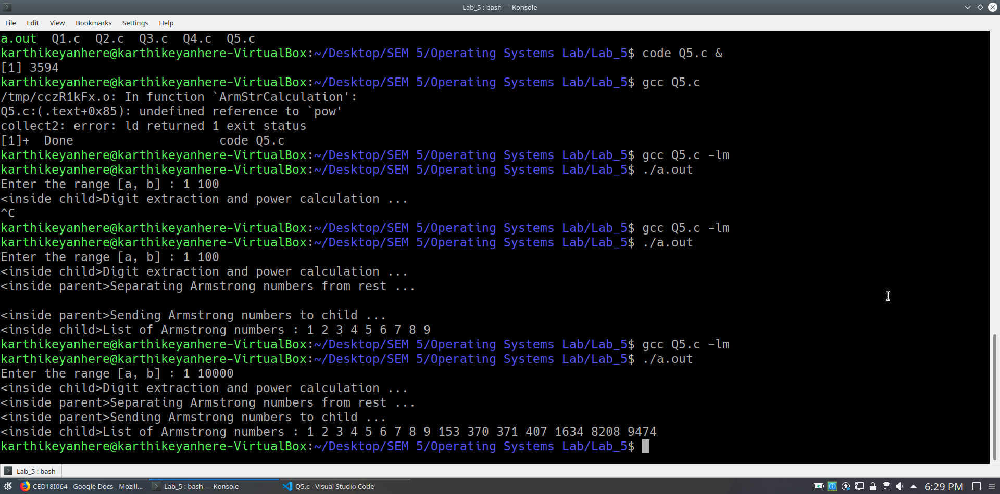 Lab_5 : bash — Konsole
File Edit View Bookmarks Settings Help
a.out Q1.c Q2.c Q3.c Q4.c Q5.c
karthikeyanhere@karthikeyanhere-VirtualBox:~/Desktop/SEM 5/Operating Systems Lab/Lab_5$ code Q5.c &
[1] 3594
karthikeyanhere@karthikeyanhere-VirtualBox:~/Desktop/SEM 5/Operating Systems Lab/Lab_5$ gcc Q5.c
/tmp/cczR1kFx.o: In function `ArmStrCalculation':
Q5.c:(.text+0x85): undefined reference to `pow'
collect2: error: ld returned 1 exit status
[1]+  Done                    code Q5.c
karthikeyanhere@karthikeyanhere-VirtualBox:~/Desktop/SEM 5/Operating Systems Lab/Lab_5$ gcc Q5.c -lm
karthikeyanhere@karthikeyanhere-VirtualBox:~/Desktop/SEM 5/Operating Systems Lab/Lab_5$ ./a.out
Enter the range [a, b] : 1 100
<inside child>Digit extraction and power calculation ...
^C
karthikeyanhere@karthikeyanhere-VirtualBox:~/Desktop/SEM 5/Operating Systems Lab/Lab_5$ gcc Q5.c -lm
karthikeyanhere@karthikeyanhere-VirtualBox:~/Desktop/SEM 5/Operating Systems Lab/Lab_5$ ./a.out
Enter the range [a, b] : 1 100
<inside child>Digit extraction and power calculation ...
<inside parent>Separating Armstrong numbers from rest ...
<inside parent>Sending Armstrong numbers to child ...
<inside child>List of Armstrong numbers : 1 2 3 4 5 6 7 8 9
karthikeyanhere@karthikeyanhere-VirtualBox:~/Desktop/SEM 5/Operating Systems Lab/Lab_5$ gcc Q5.c -lm
karthikeyanhere@karthikeyanhere-VirtualBox:~/Desktop/SEM 5/Operating Systems Lab/Lab_5$ ./a.out
Enter the range [a, b] : 1 10000
<inside child>Digit extraction and power calculation ...
<inside parent>Separating Armstrong numbers from rest ...
<inside parent>Sending Armstrong numbers to child ...
<inside child>List of Armstrong numbers : 1 2 3 4 5 6 7 8 9 153 370 371 407 1634 8208 9474
karthikeyanhere@karthikeyanhere-VirtualBox:~/Desktop/SEM 5/Operating Systems Lab/Lab_5$
Lab_5 : bash
CED18I064 - Google Docs - Mozill... Lab_5 : bash — Konsole Q5.c - Visual Studio Code 6:29 PM